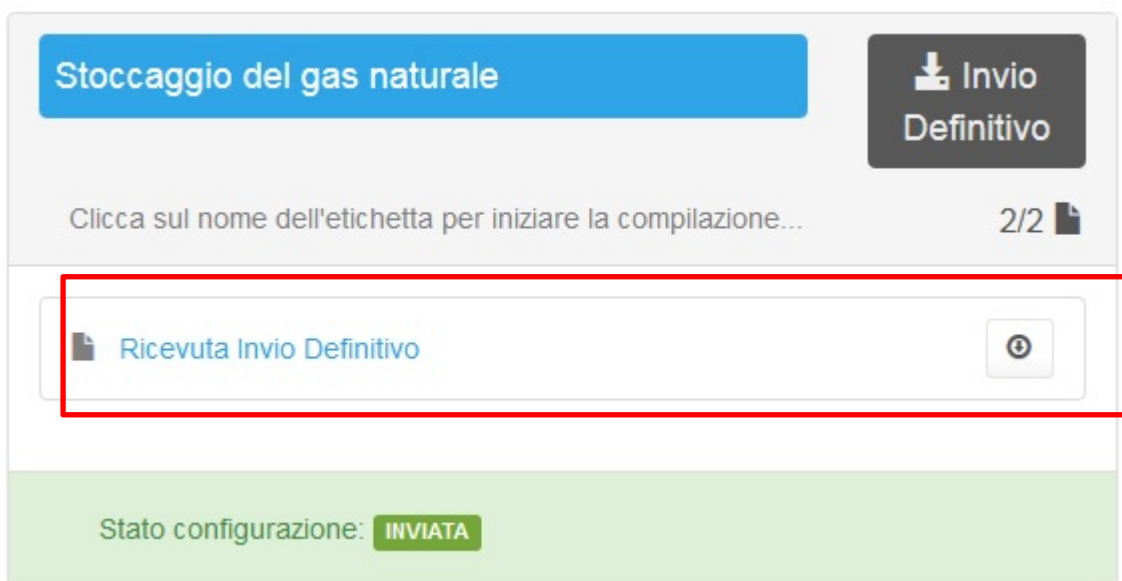 Stoccaggio del gas naturale
Invio
Definitivo
Clicca sul nome dell'etichetta per iniziare la compilazione...
2/2
Ricevuta Invio Definitivo
Stato configurazione: INVIATA